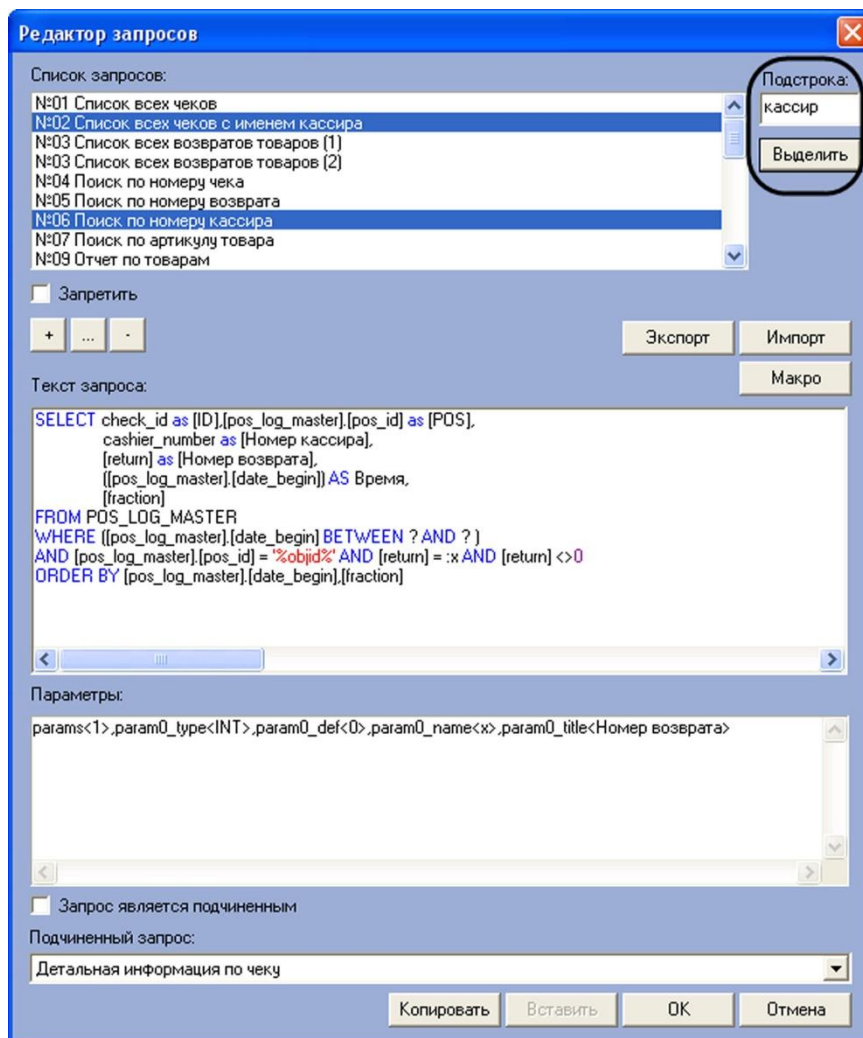 Редактор запросов
Список запросов:
Подстрока:
№01 Список всех чеков
№02 Список всех чеков с именем кассира
№03 Список всех возвратов товаров (1)
№03 Список всех возвратов товаров (2)
№04 Поиск по номеру чека
№05 Поиск по номеру возврата
№06 Поиск по номеру кассира
№07 Поиск по артикулу товара
№09 Отчет по товарам
кассир
Выделить
Запретить
+ ... -
Экспорт Импорт
Макро
Текст запроса:
SELECT check_id as [ID],[pos_log_master].[pos_id] as [POS],
cashier_number as [Номер кассира],
[return] as [Номер возврата],
([pos_log_master].[date_begin]) AS Время,
[fraction]
FROM POS_LOG_MASTER
WHERE ([pos_log_master].[date_begin] BETWEEN ? AND ? )
AND [pos_log_master].[pos_id] = '%objid%' AND [return] = :x AND [return] <>0
ORDER BY [pos_log_master].[date_begin],[fraction]
Параметры:
params<1>,param0_type<INT>,param0_def<0>,param0_name<x>,param0_title<Номер возврата>
Запрос является подчиненным
Подчиненный запрос:
Детальная информация по чеку
Копировать Вставить OK Отмена